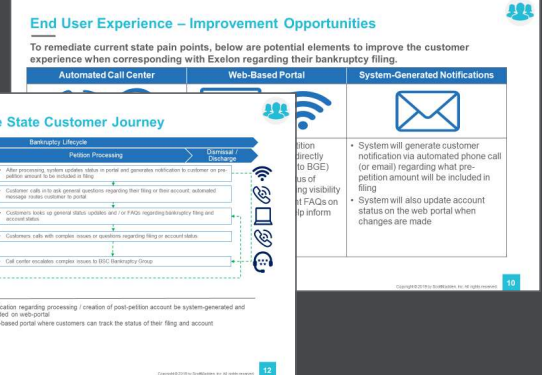 End User Experience – Improvement Opportunities
To remediate current state pain points, below are potential elements to improve the customer
experience when corresponding with Exelon regarding their bankruptcy filing.
Automated Call Center
Web-Based Portal
System-Generated Notifications
tition
directly
to BGE)
us of
ng visibility
nt FAQs on
lp inform
• System will generate customer
notification via automated phone call
(or email) regarding what pre-
petition amount will be included in
filing
• System will also update account
status on the web portal when
changes are made
10
e State Customer Journey
Bankruptcy Lifecycle
Petition Processing
Dismissal /
Discharge
After processing, system updates status in portal and generates notification to customer on pre-
petition amount to be included in filing
Customer calls in to ask general questions regarding their filing or their account; automated
message routes customer to portal
Customers looks up general status updates and / or FAQs regarding bankruptcy filing and
account status
Customers calls with complex issues or questions regarding filing or account status
Call center escalates complex issues to BSC Bankruptcy Group
cation regarding processing / creation of post-petition account be system-generated and
ded on web-portal
-based portal where customers can track the status of their filing and account
12